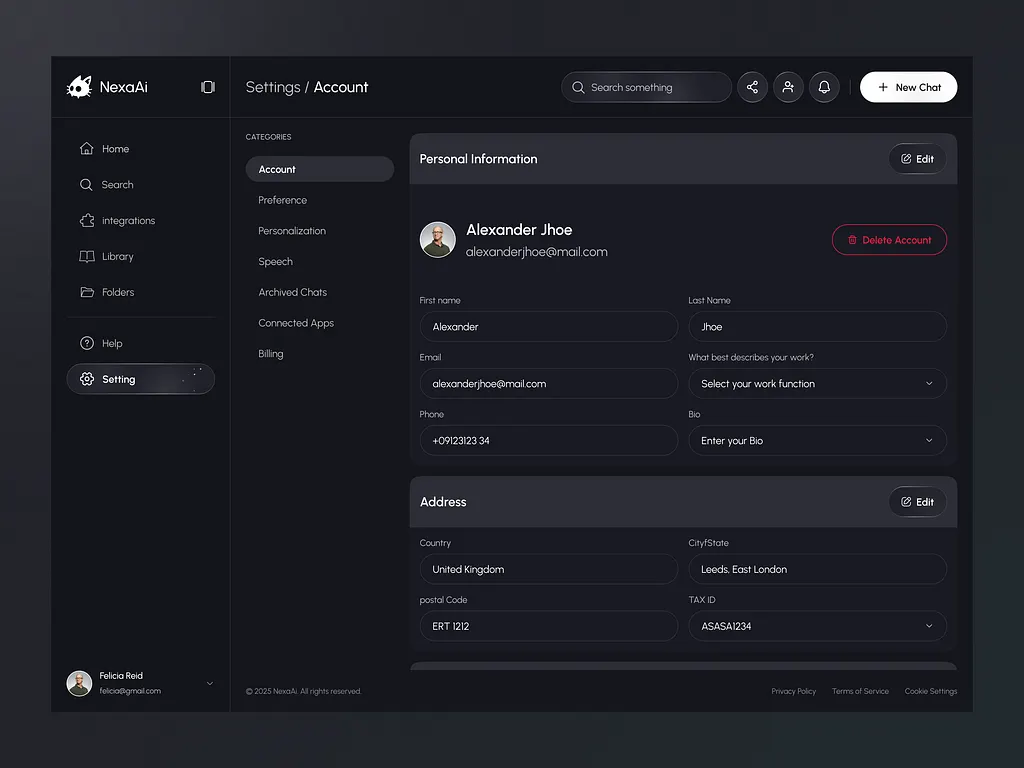 NexaAi
Settings / Account
Search something
New Chat
Home
Search
integrations
Library
Folders
Help
Setting
Felicia Reid
felicia@gmail.com
CATEGORIES
Account
Preference
Personalization
Speech
Archived Chats
Connected Apps
Billing
Personal Information
Edit
Alexander Jhoe
alexanderjhoe@mail.com
Delete Account
First name
Last Name
Alexander
Jhoe
Email
What best describes your work?
alexanderjhoe@mail.com
Select your work function
Phone
Bio
+09123123 34
Enter your Bio
Address
Edit
Country
CityfState
United Kingdom
Leeds, East London
postal Code
TAX ID
ERT 1212
ASASA1234
© 2025 NexaAi. All rights reserved.
Privacy Policy
Terms of Service
Cookie Settings